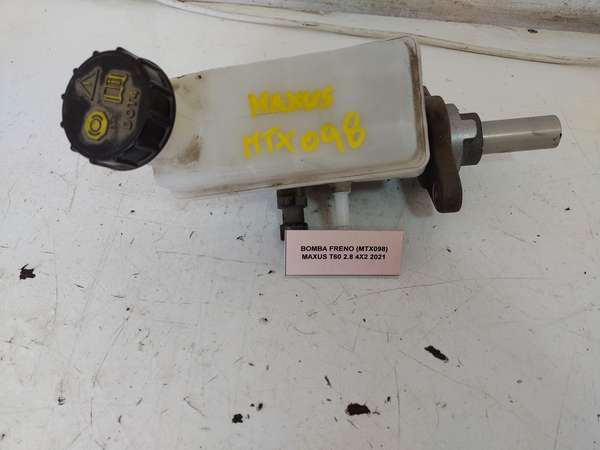 MAXUS
MTX098
BOMBA FRENO (MTX098)
MAXUS T60 2.8 4X2 2021